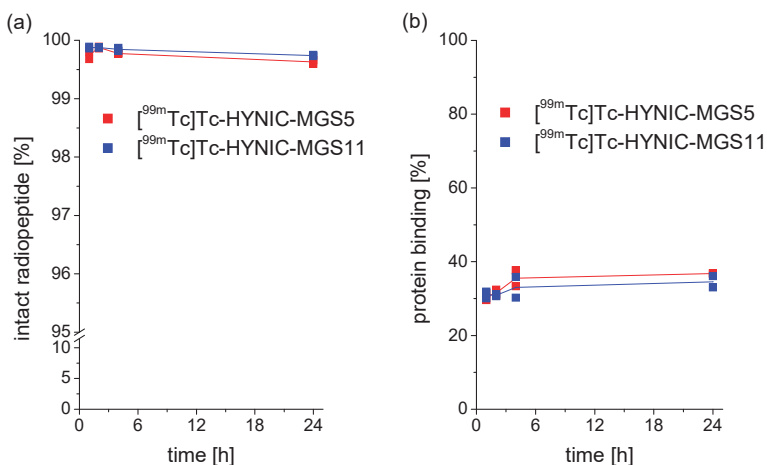 (a)
intact radiopeptide [%]
100
99
98
97
96
95
10
5
0
[⁹⁹ᵐTc]Tc-HYNIC-MGS5
[⁹⁹ᵐTc]Tc-HYNIC-MGS11
0 6 12 18 24
time [h]
(b)
protein binding [%]
100
80
60
40
20
0
[⁹⁹ᵐTc]Tc-HYNIC-MGS5
[⁹⁹ᵐTc]Tc-HYNIC-MGS11
0 6 12 18 24
time [h]